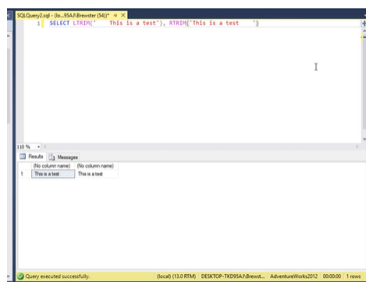 SQLQuery2.sql - (lo...95AJ\Brewster (54))*
1 SELECT LTRIM('    This is a test'), RTRIM('This is a test    ')
110 %
Results Messages
(No column name) (No column name)
1 This is a test This is a test
Query executed successfully. (local) (13.0 RTM) DESKTOP-TKD95AJ\Brewst... AdventureWorks2012 00:00:00 1 rows